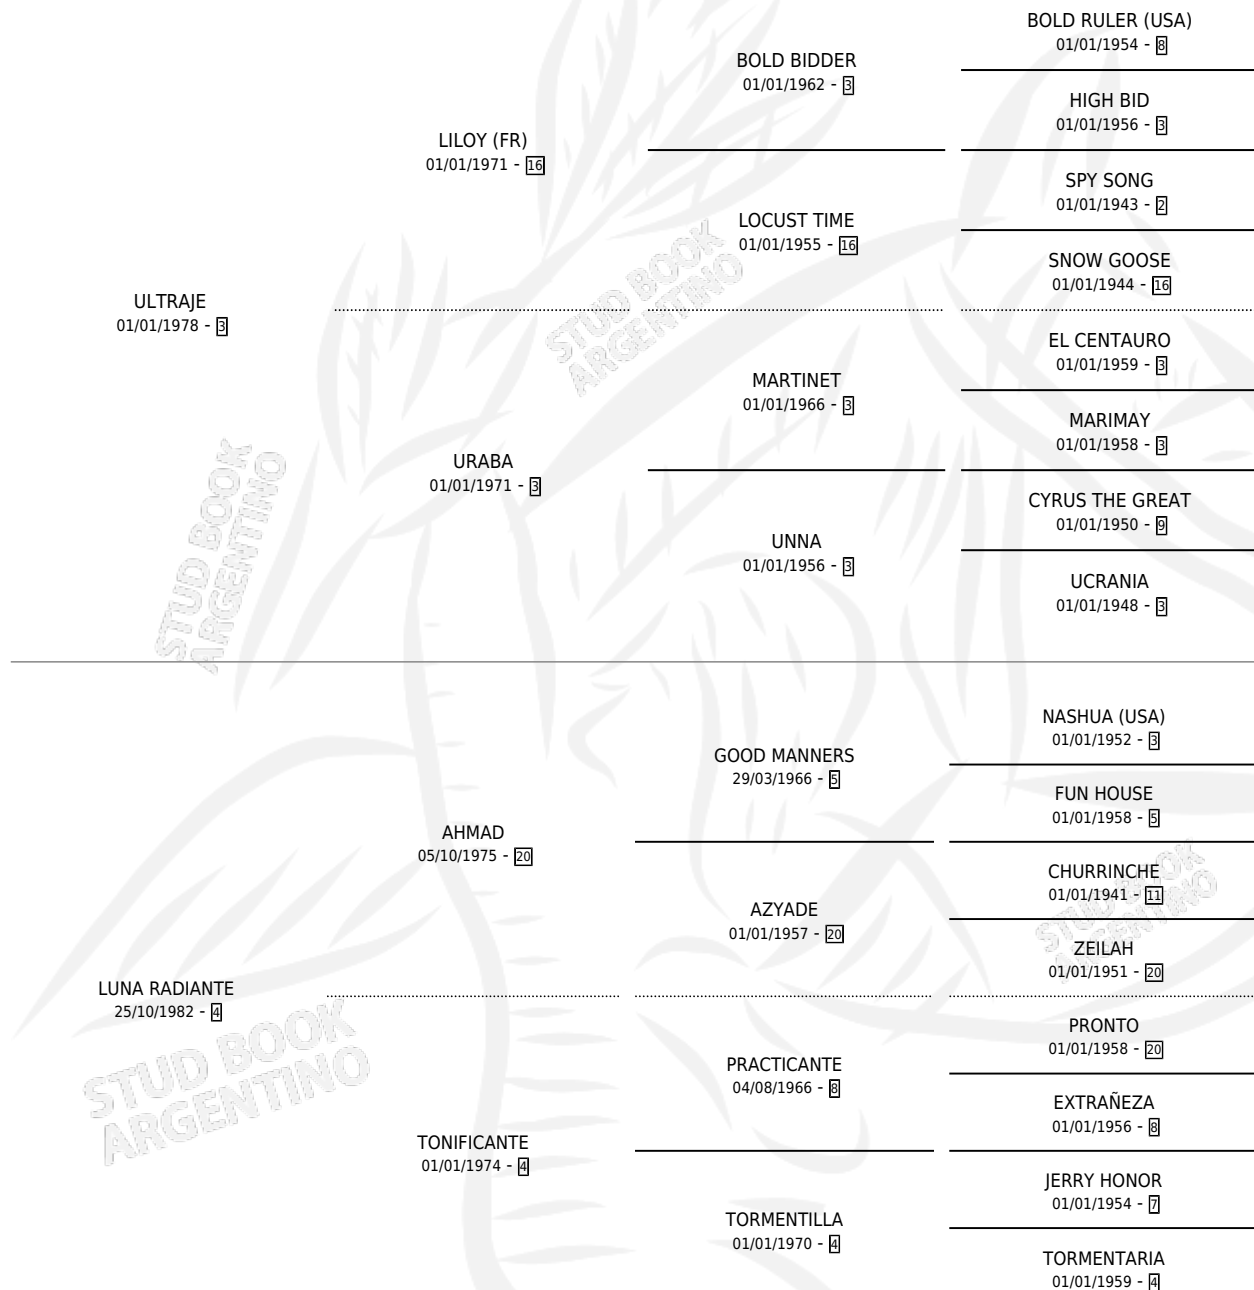 BOLD RULER (USA)
01/01/1954 - 8
BOLD BIDDER
01/01/1962 - 3
HIGH BID
01/01/1956 - 3
LILOY (FR)
01/01/1971 - 16
SPY SONG
01/01/1943 - 2
LOCUST TIME
01/01/1955 - 16
SNOW GOOSE
01/01/1944 - 16
ULTRAJE
01/01/1978 - 3
EL CENTAURO
01/01/1959 - 3
MARTINET
01/01/1966 - 3
MARIMAY
01/01/1958 - 3
URABA
01/01/1971 - 3
CYRUS THE GREAT
01/01/1950 - 9
UNNA
01/01/1956 - 3
UCRANIA
01/01/1948 - 3
NASHUA (USA)
01/01/1952 - 3
GOOD MANNERS
29/03/1966 - 5
FUN HOUSE
01/01/1958 - 5
AHMAD
05/10/1975 - 20
CHURRINCHE
01/01/1941 - 11
AZYADE
01/01/1957 - 20
ZEILAH
01/01/1951 - 20
LUNA RADIANTE
25/10/1982 - 4
PRONTO
01/01/1958 - 20
PRACTICANTE
04/08/1966 - 8
EXTRAÑEZA
01/01/1956 - 8
TONIFICANTE
01/01/1974 - 4
JERRY HONOR
01/01/1954 - 7
TORMENTILLA
01/01/1970 - 4
TORMENTARIA
01/01/1959 - 4
STUD BOOK
ARGENTINO
STUD BOOK
ARGENTINO
STUD BOOK
ARGENTINO
STUD BOOK
ARGENTINO